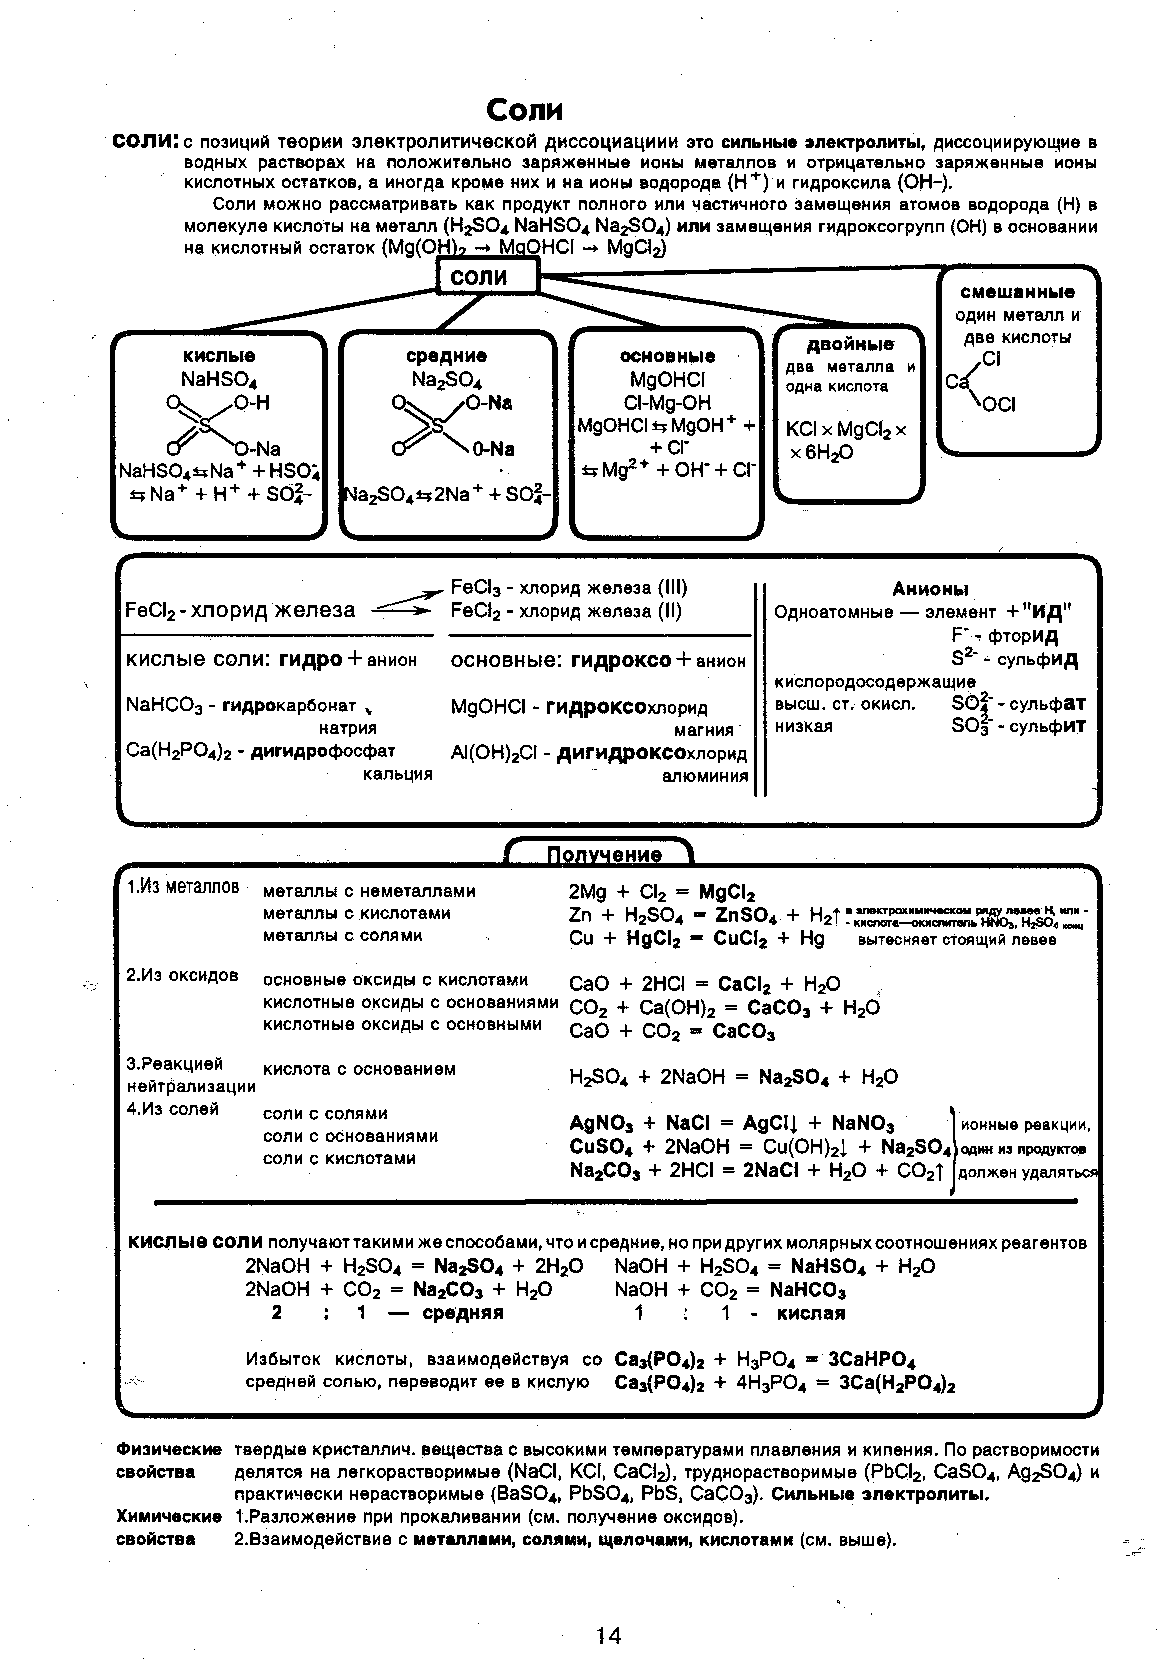 Соли
СОЛИ: с позиций теории электролитической диссоциациии это сильные электролиты, диссоциирующие в
водных растворах на положительно заряженные ионы металлов и отрицательно заряженные ионы
кислотных остатков, а иногда кроме них и на ионы водорода (H⁺) и гидроксила (OH–).
Соли можно рассматривать как продукт полного или частичного замещения атомов водорода (H) в
молекуле кислоты на металл (H₂SO₄ NaHSO₄ Na₂SO₄) или замещения гидроксогрупп (OH) в основании
на кислотный остаток (Mg(OH)₂ → MgOHCl → MgCl₂)
СОЛИ
кислые
NaHSO₄
O O-H
S
O O-Na
NaHSO₄⇆Na⁺ + HSO₄⁻
⇆ Na⁺ + H⁺ + SO₄²⁻
средние
Na₂SO₄
O O-Na
S
O O-Na
Na₂SO₄⇆2Na⁺ + SO₄²⁻
основные
MgOHCl
Cl-Mg-OH
MgOHCl⇆MgOH⁺ +
+ Cl⁻
⇆ Mg²⁺ + OH⁻ + Cl⁻
двойные
два металла и
одна кислота
KCl x MgCl₂ x
x 6H₂O
смешанные
один металл и
две кислоты
Cl
Ca
OCl
FeCl₂ - хлорид железа
FeCl₃ - хлорид железа (III)
FeCl₂ - хлорид железа (II)
кислые соли: гидро + анион
NaHCO₃ - гидрокарбонат
натрия
Ca(H₂PO₄)₂ - дигидрофосфат
кальция
основные: гидроксо + анион
MgOHCl - гидроксохлорид
магния
Al(OH)₂Cl - дигидроксохлорид
алюминия
Анионы
Одноатомные — элемент + "ИД"
F⁻ - фторИД
S²⁻ - сульфИД
кислородосодержащие
высш. ст. окисл. SO₄²⁻ - сульфАТ
низкая SO₃²⁻ - сульфИТ
Получение
1.Из металлов металлы с неметаллами 2Mg + Cl₂ = MgCl₂
металлы с кислотами Zn + H₂SO₄ = ZnSO₄ + H₂↑ в электрохимическом ряду левее H, или -
- кислота—окислитель HNO₃, H₂SO₄ конц
металлы с солями Cu + HgCl₂ = CuCl₂ + Hg вытесняет стоящий левее
2.Из оксидов основные оксиды с кислотами CaO + 2HCl = CaCl₂ + H₂O
кислотные оксиды с основаниями CO₂ + Ca(OH)₂ = CaCO₃ + H₂O
кислотные оксиды с основными CaO + CO₂ = CaCO₃
3.Реакцией кислота с основанием H₂SO₄ + 2NaOH = Na₂SO₄ + H₂O
нейтрализации
4.Из солей соли с солями AgNO₃ + NaCl = AgCl↓ + NaNO₃ ионные реакции,
соли с основаниями CuSO₄ + 2NaOH = Cu(OH)₂↓ + Na₂SO₄ один из продуктов
соли с кислотами Na₂CO₃ + 2HCl = 2NaCl + H₂O + CO₂↑ должен удаляться
КИСЛЫЕ СОЛИ получают такими же способами, что и средние, но при других молярных соотношениях реагентов
2NaOH + H₂SO₄ = Na₂SO₄ + 2H₂O NaOH + H₂SO₄ = NaHSO₄ + H₂O
2NaOH + CO₂ = Na₂CO₃ + H₂O NaOH + CO₂ = NaHCO₃
2 : 1 — средняя 1 : 1 - кислая
Избыток кислоты, взаимодействуя со Ca₃(PO₄)₂ + H₃PO₄ = 3CaHPO₄
средней солью, переводит ее в кислую Ca₃(PO₄)₂ + 4H₃PO₄ = 3Ca(H₂PO₄)₂
Физические твердые кристаллич. вещества с высокими температурами плавления и кипения. По растворимости
свойства делятся на легкорастворимые (NaCl, KCl, CaCl₂), труднорастворимые (PbCl₂, CaSO₄, Ag₂SO₄) и
практически нерастворимые (BaSO₄, PbSO₄, PbS, CaCO₃). Сильные электролиты.
Химические 1.Разложение при прокаливании (см. получение оксидов).
свойства 2.Взаимодействие с металлами, солями, щелочами, кислотами (см. выше).
14